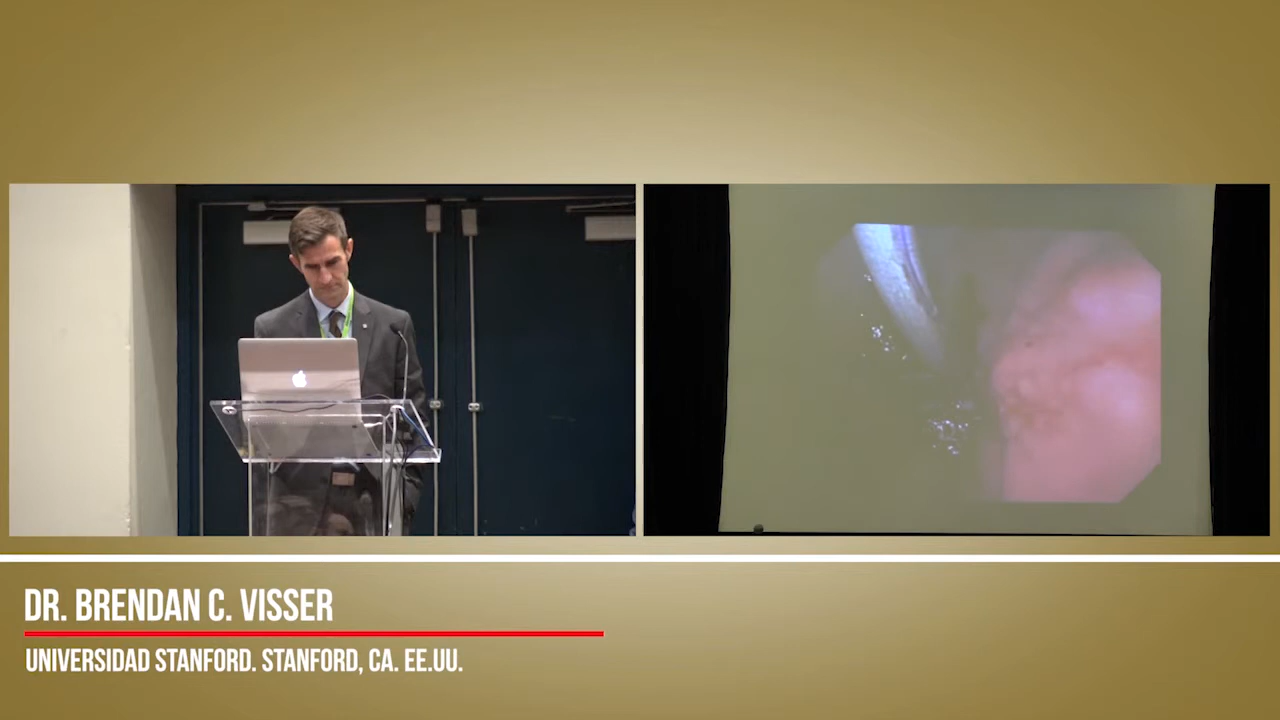 DR. BRENDAN C. VISSER
UNIVERSIDAD STANFORD. STANFORD, CA. EE.UU.